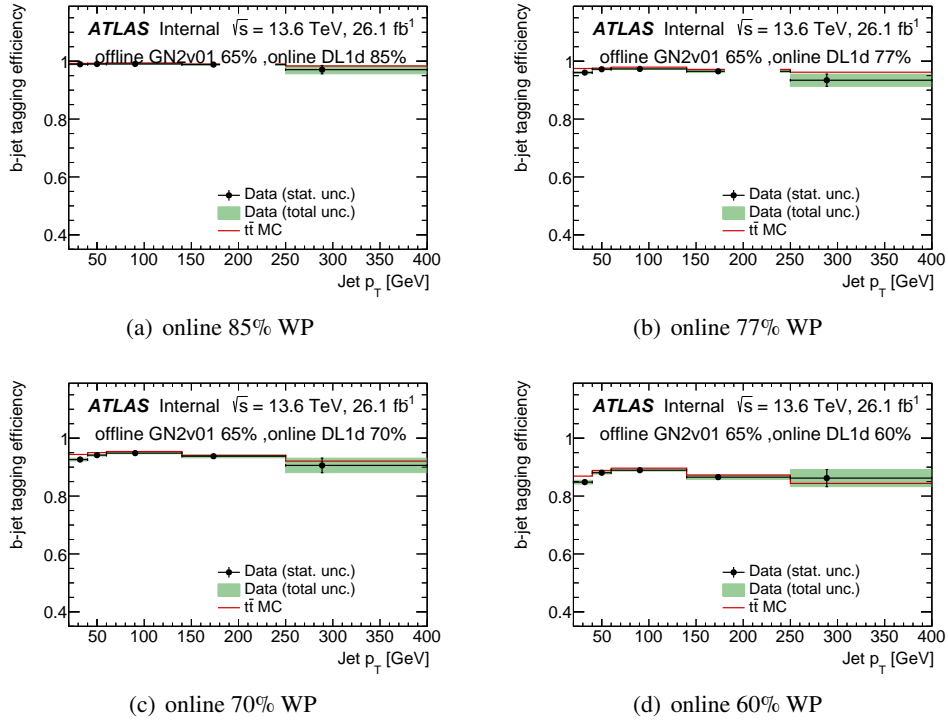 ATLAS Internal √s = 13.6 TeV, 26.1 fb⁻¹
offline GN2v01 65% ,online DL1d 85%
b-jet tagging efficiency
1
0.8
0.6
0.4
Data (stat. unc.)
Data (total unc.)
tt̄ MC
50 100 150 200 250 300 350 400
Jet p_T [GeV]
(a) online 85% WP
ATLAS Internal √s = 13.6 TeV, 26.1 fb⁻¹
offline GN2v01 65% ,online DL1d 77%
b-jet tagging efficiency
1
0.8
0.6
0.4
Data (stat. unc.)
Data (total unc.)
tt̄ MC
50 100 150 200 250 300 350 400
Jet p_T [GeV]
(b) online 77% WP
ATLAS Internal √s = 13.6 TeV, 26.1 fb⁻¹
offline GN2v01 65% ,online DL1d 70%
b-jet tagging efficiency
1
0.8
0.6
0.4
Data (stat. unc.)
Data (total unc.)
tt̄ MC
50 100 150 200 250 300 350 400
Jet p_T [GeV]
(c) online 70% WP
ATLAS Internal √s = 13.6 TeV, 26.1 fb⁻¹
offline GN2v01 65% ,online DL1d 60%
b-jet tagging efficiency
1
0.8
0.6
0.4
Data (stat. unc.)
Data (total unc.)
tt̄ MC
50 100 150 200 250 300 350 400
Jet p_T [GeV]
(d) online 60% WP